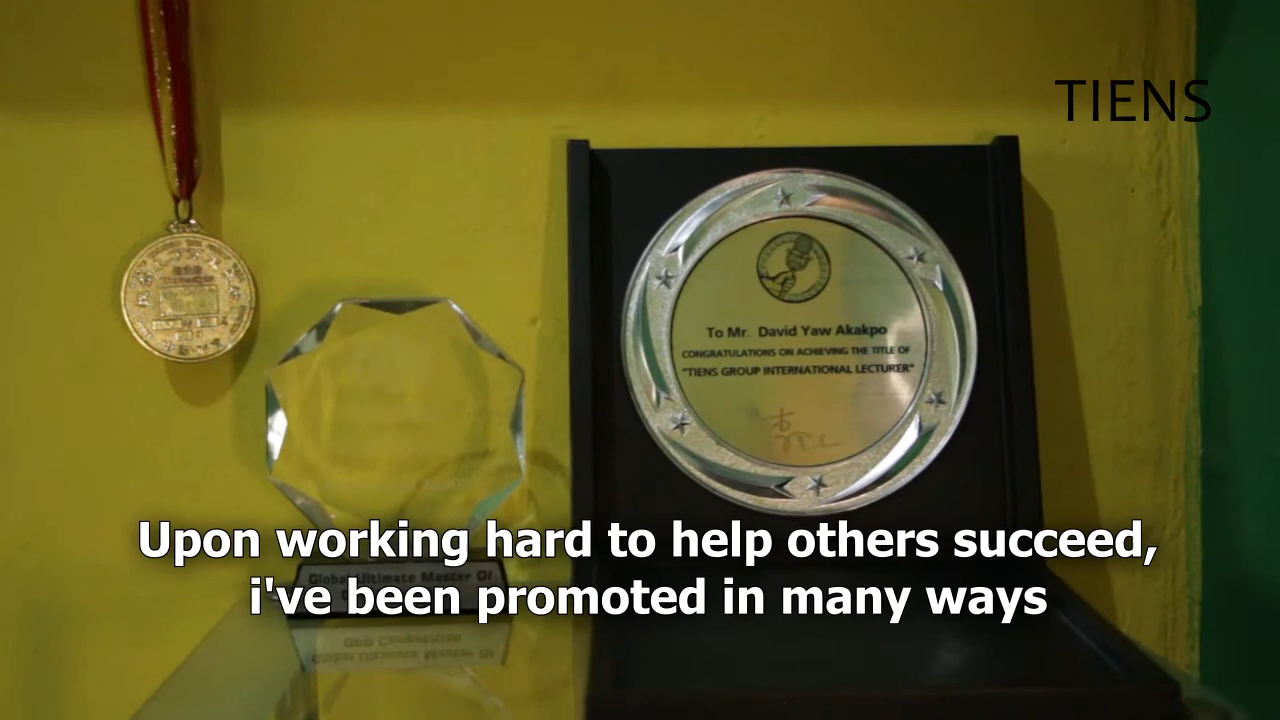 TIENS
To Mr. David Yaw Akakpo
CONGRATULATIONS ON ACHIEVING THE TITLE OF
"TIENS GROUP INTERNATIONAL LECTURER"
Upon working hard to help others succeed,
Global Ultimate Master Of
i've been promoted in many ways